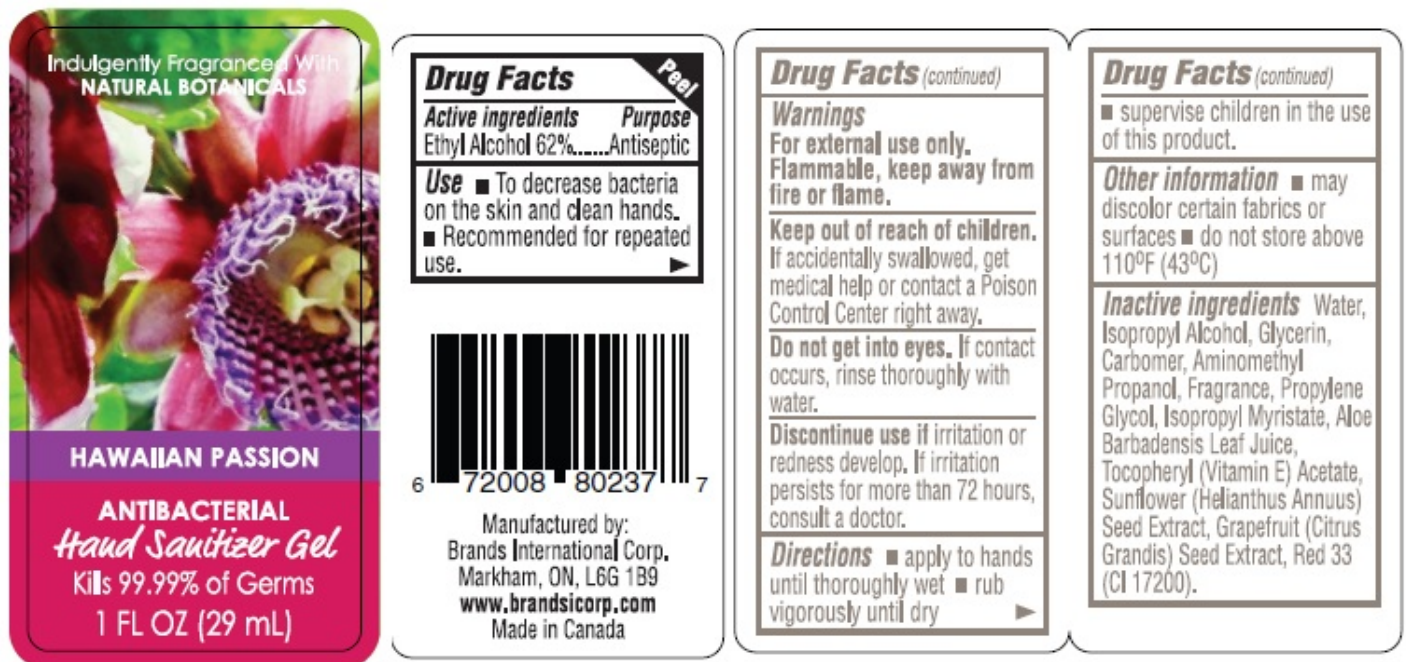 Indulgently Fragranced With
NATURAL BOTANICALS
HAWAIIAN PASSION
ANTIBACTERIAL
Hand Sanitizer Gel
Kills 99.99% of Germs
1 FL OZ (29 mL)
Drug Facts
Peel
Active ingredients Purpose
Ethyl Alcohol 62%.......Antiseptic
Use ■ To decrease bacteria
on the skin and clean hands.
■ Recommended for repeated
use. ►
6 72008 80237 7
Manufactured by:
Brands International Corp.
Markham, ON, L6G 1B9
www.brandsicorp.com
Made in Canada
Drug Facts (continued)
Warnings
For external use only.
Flammable, keep away from
fire or flame.
Keep out of reach of children.
If accidentally swallowed, get
medical help or contact a Poison
Control Center right away.
Do not get into eyes. If contact
occurs, rinse thoroughly with
water.
Discontinue use if irritation or
redness develop. If irritation
persists for more than 72 hours,
consult a doctor.
Directions ■ apply to hands
until thoroughly wet ■ rub
vigorously until dry ►
Drug Facts (continued)
■ supervise children in the use
of this product.
Other information ■ may
discolor certain fabrics or
surfaces ■ do not store above
110ºF (43ºC)
Inactive ingredients Water,
Isopropyl Alcohol, Glycerin,
Carbomer, Aminomethyl
Propanol, Fragrance, Propylene
Glycol, Isopropyl Myristate, Aloe
Barbadensis Leaf Juice,
Tocopheryl (Vitamin E) Acetate,
Sunflower (Helianthus Annuus)
Seed Extract, Grapefruit (Citrus
Grandis) Seed Extract, Red 33
(CI 17200).